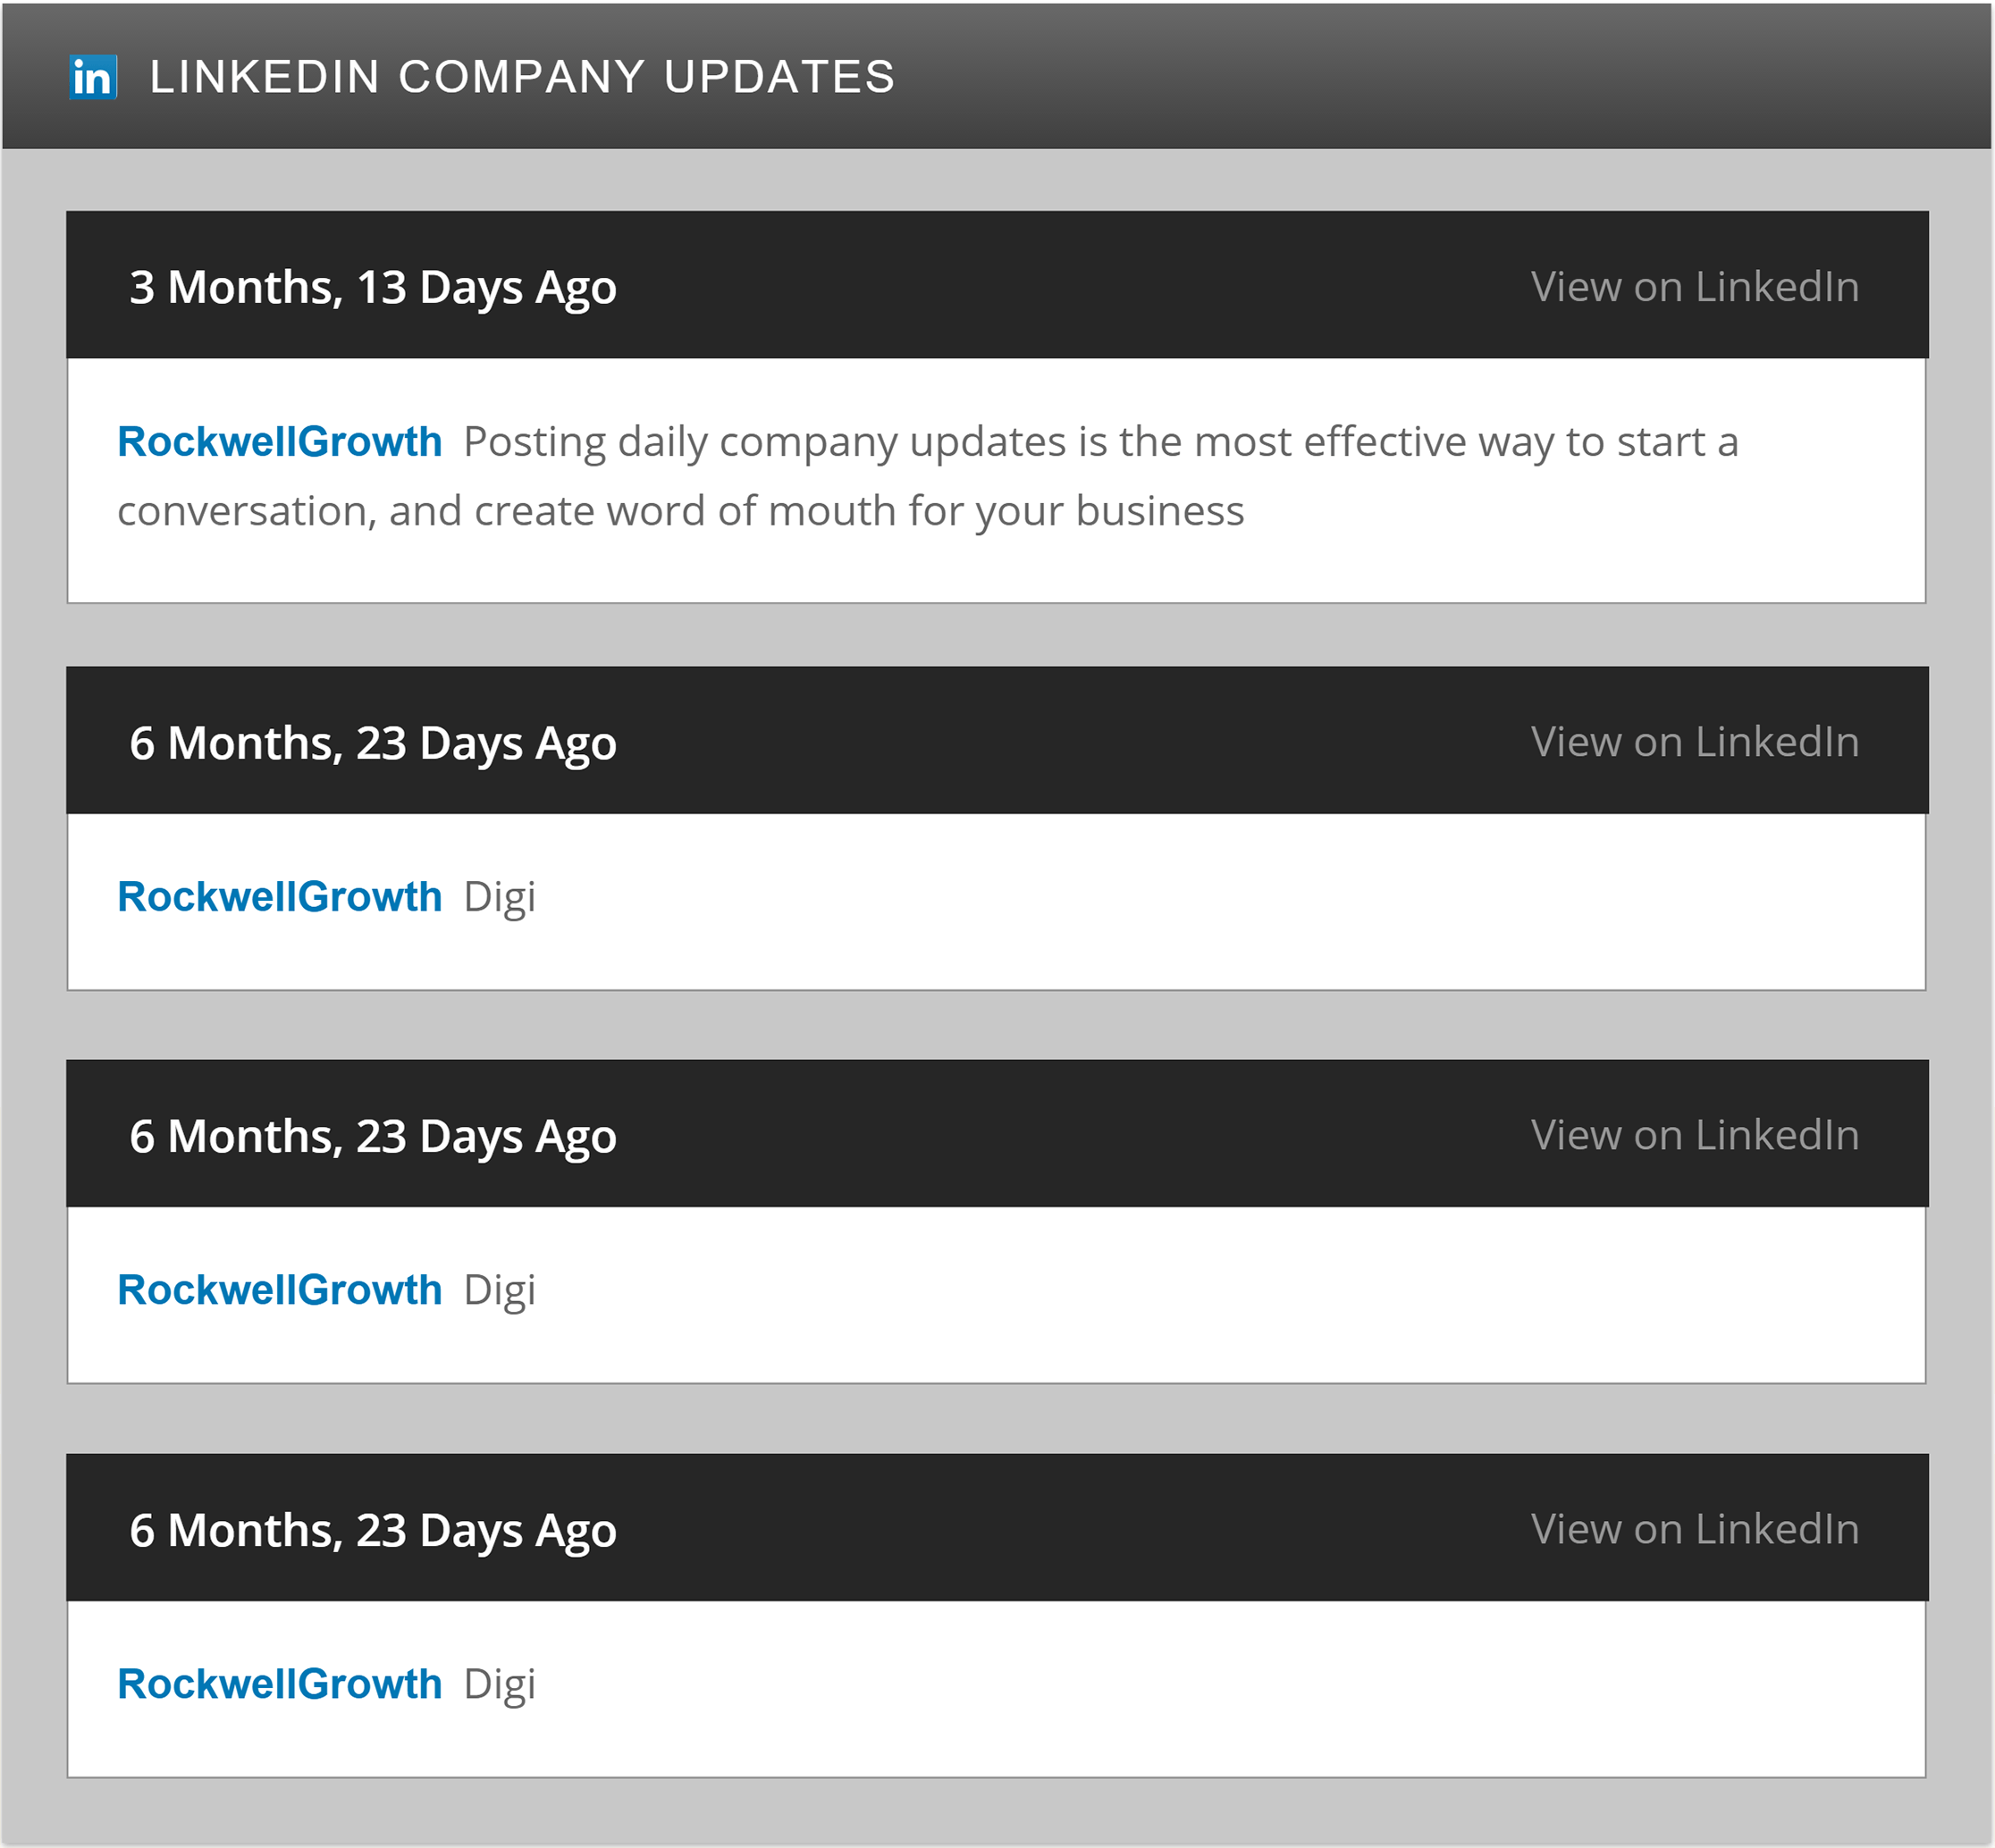 in LINKEDIN COMPANY UPDATES
3 Months, 13 Days Ago View on LinkedIn
RockwellGrowth Posting daily company updates is the most effective way to start a
conversation, and create word of mouth for your business
6 Months, 23 Days Ago View on LinkedIn
RockwellGrowth Digi
6 Months, 23 Days Ago View on LinkedIn
RockwellGrowth Digi
6 Months, 23 Days Ago View on LinkedIn
RockwellGrowth Digi